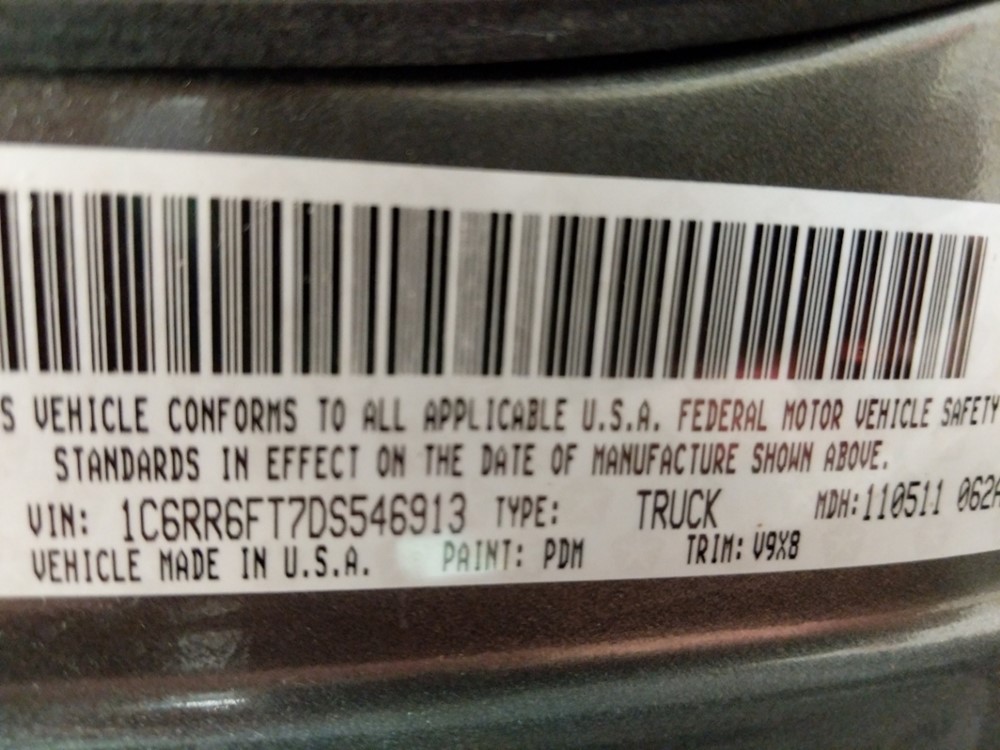 S VEHICLE CONFORMS TO ALL APPLICABLE U.S.A. FEDERAL MOTOR VEHICLE SAFETY
STANDARDS IN EFFECT ON THE DATE OF MANUFACTURE SHOWN ABOVE.
VIN: 1C6RR6FT7DS546913 TYPE: TRUCK MDH: 110511 062A
VEHICLE MADE IN U.S.A. PAINT: PDM TRIM: V9X8